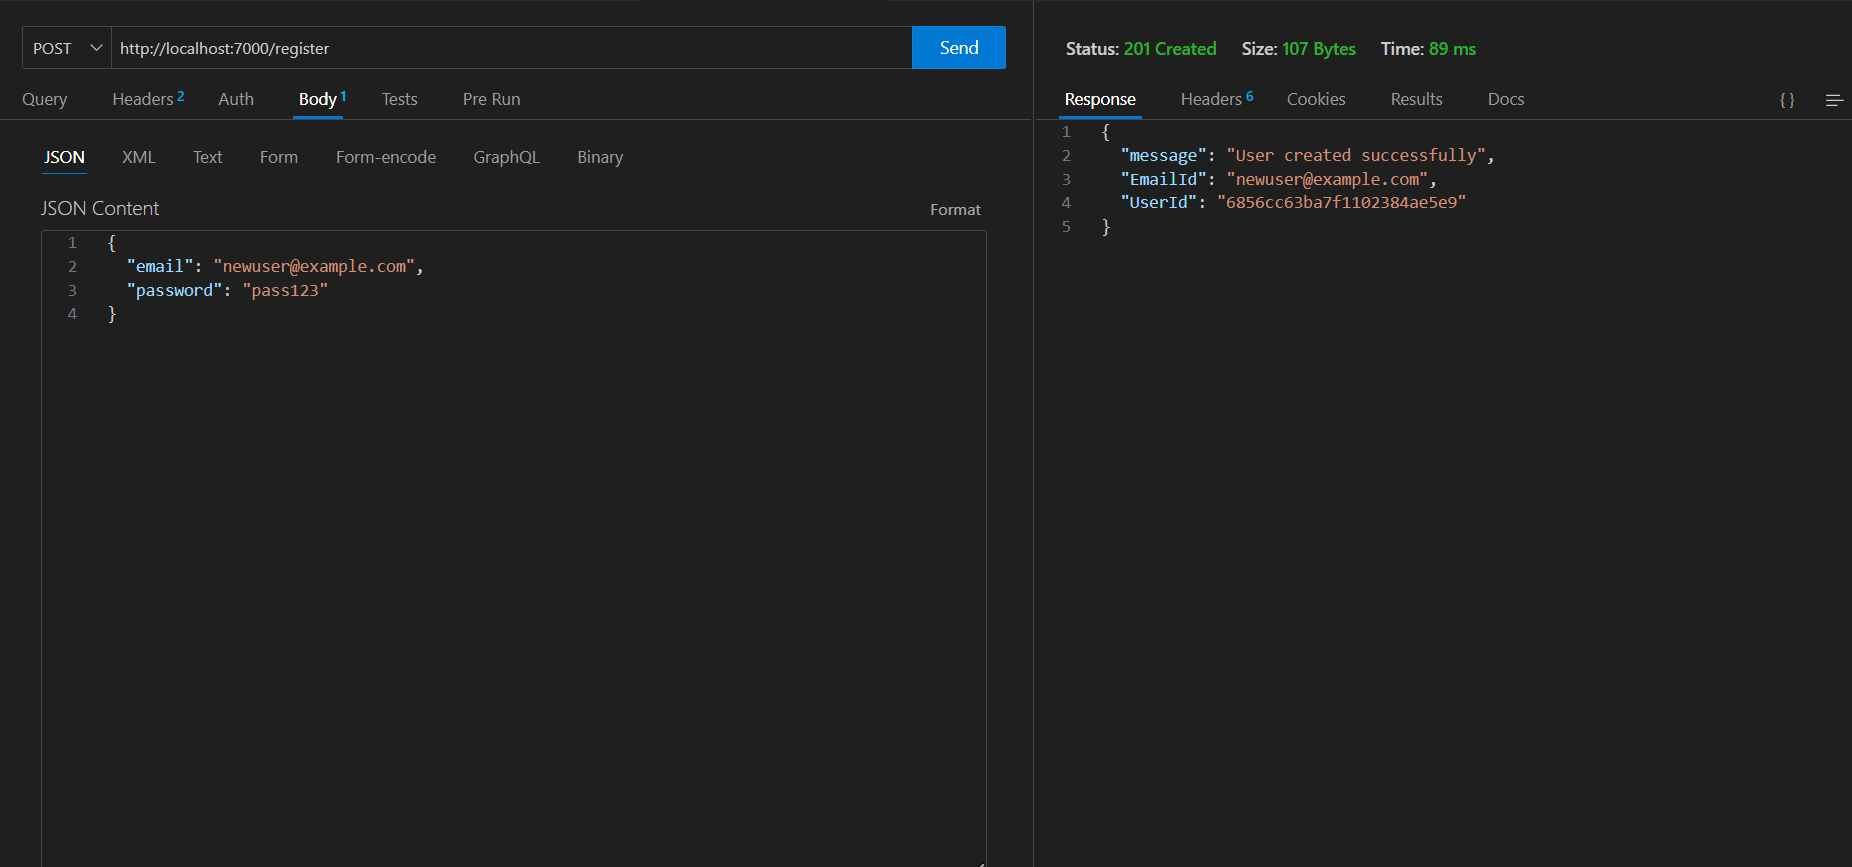 POST http://localhost:7000/register Send
Query Headers 2 Auth Body 1 Tests Pre Run
JSON XML Text Form Form-encode GraphQL Binary
JSON Content Format
1 {
2 "email": "newuser@example.com",
3 "password": "pass123"
4 }
Status: 201 Created Size: 107 Bytes Time: 89 ms
Response Headers 6 Cookies Results Docs { }
1 {
2 "message": "User created successfully",
3 "EmailId": "newuser@example.com",
4 "UserId": "6856cc63ba7f1102384ae5e9"
5 }